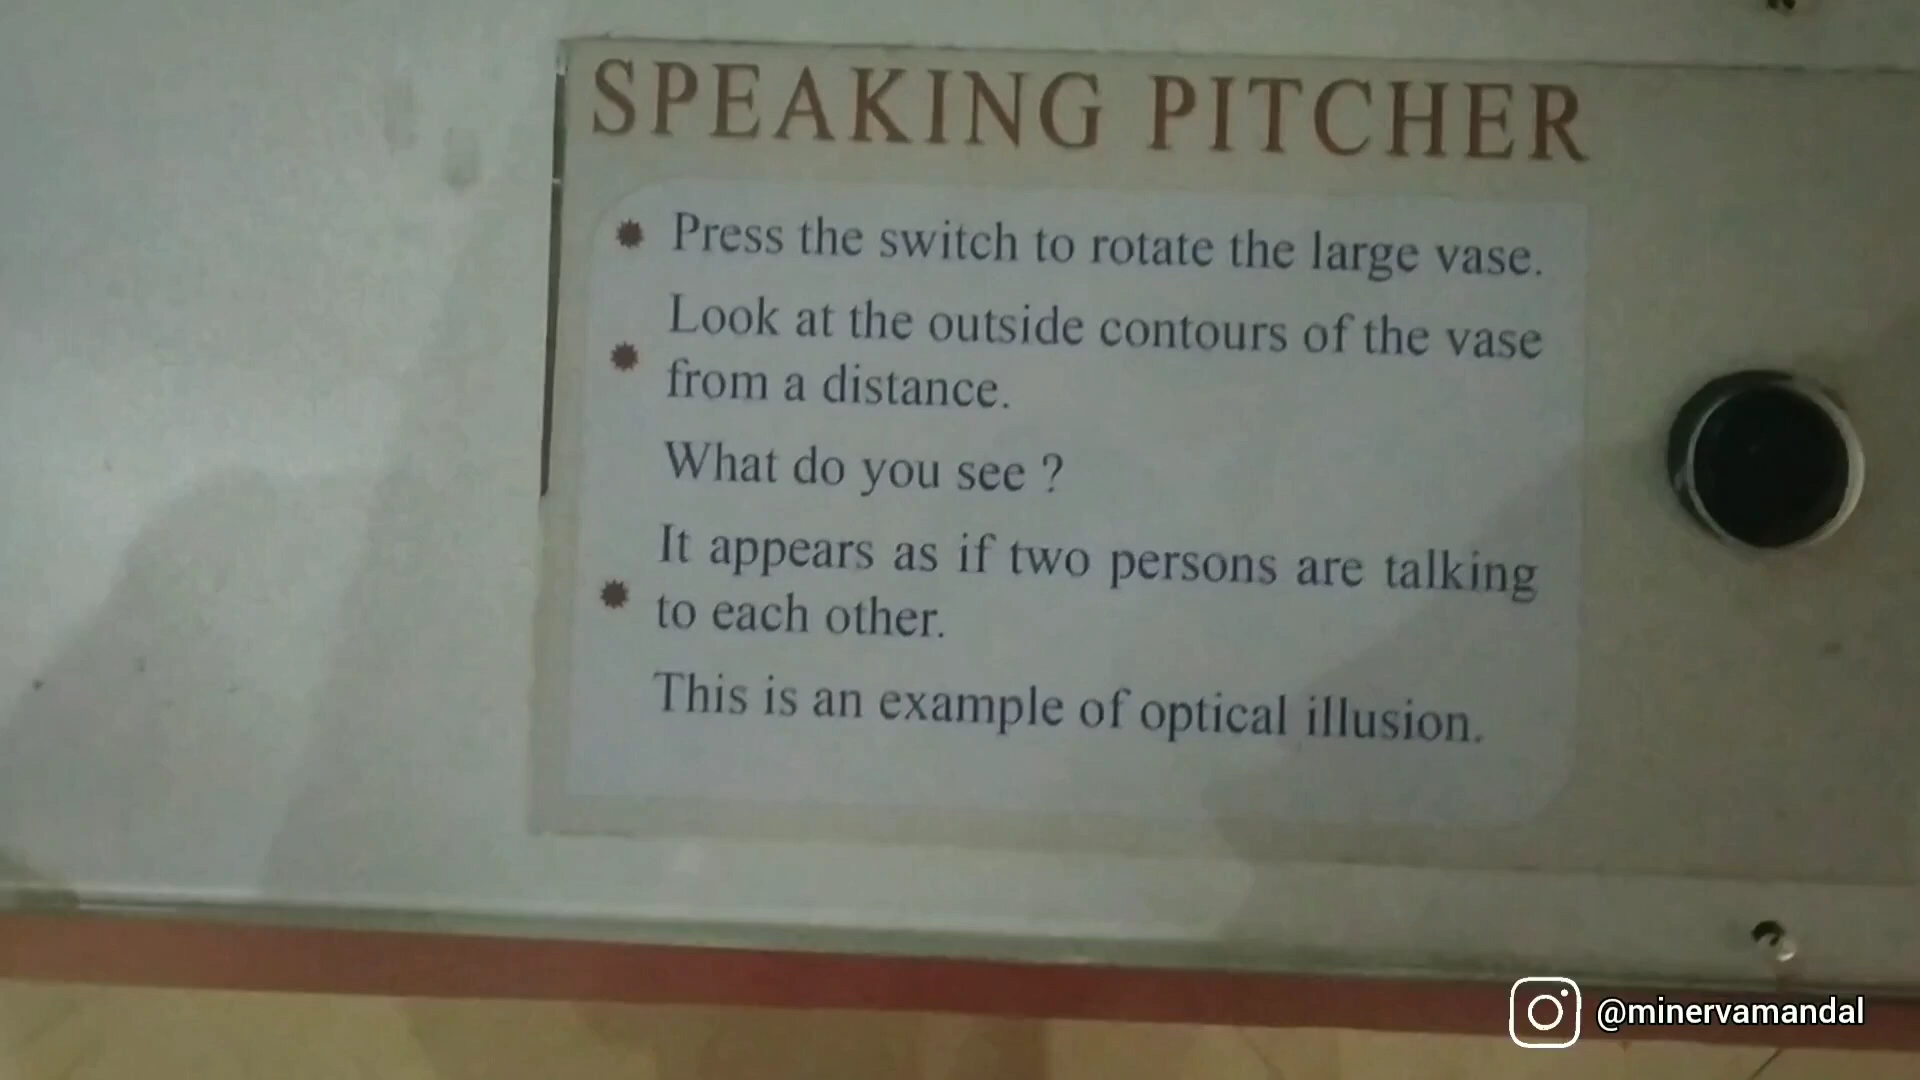 SPEAKING PITCHER
Press the switch to rotate the large vase.
Look at the outside contours of the vase
from a distance.
What do you see ?
It appears as if two persons are talking
to each other.
This is an example of optical illusion.
@minervamandal